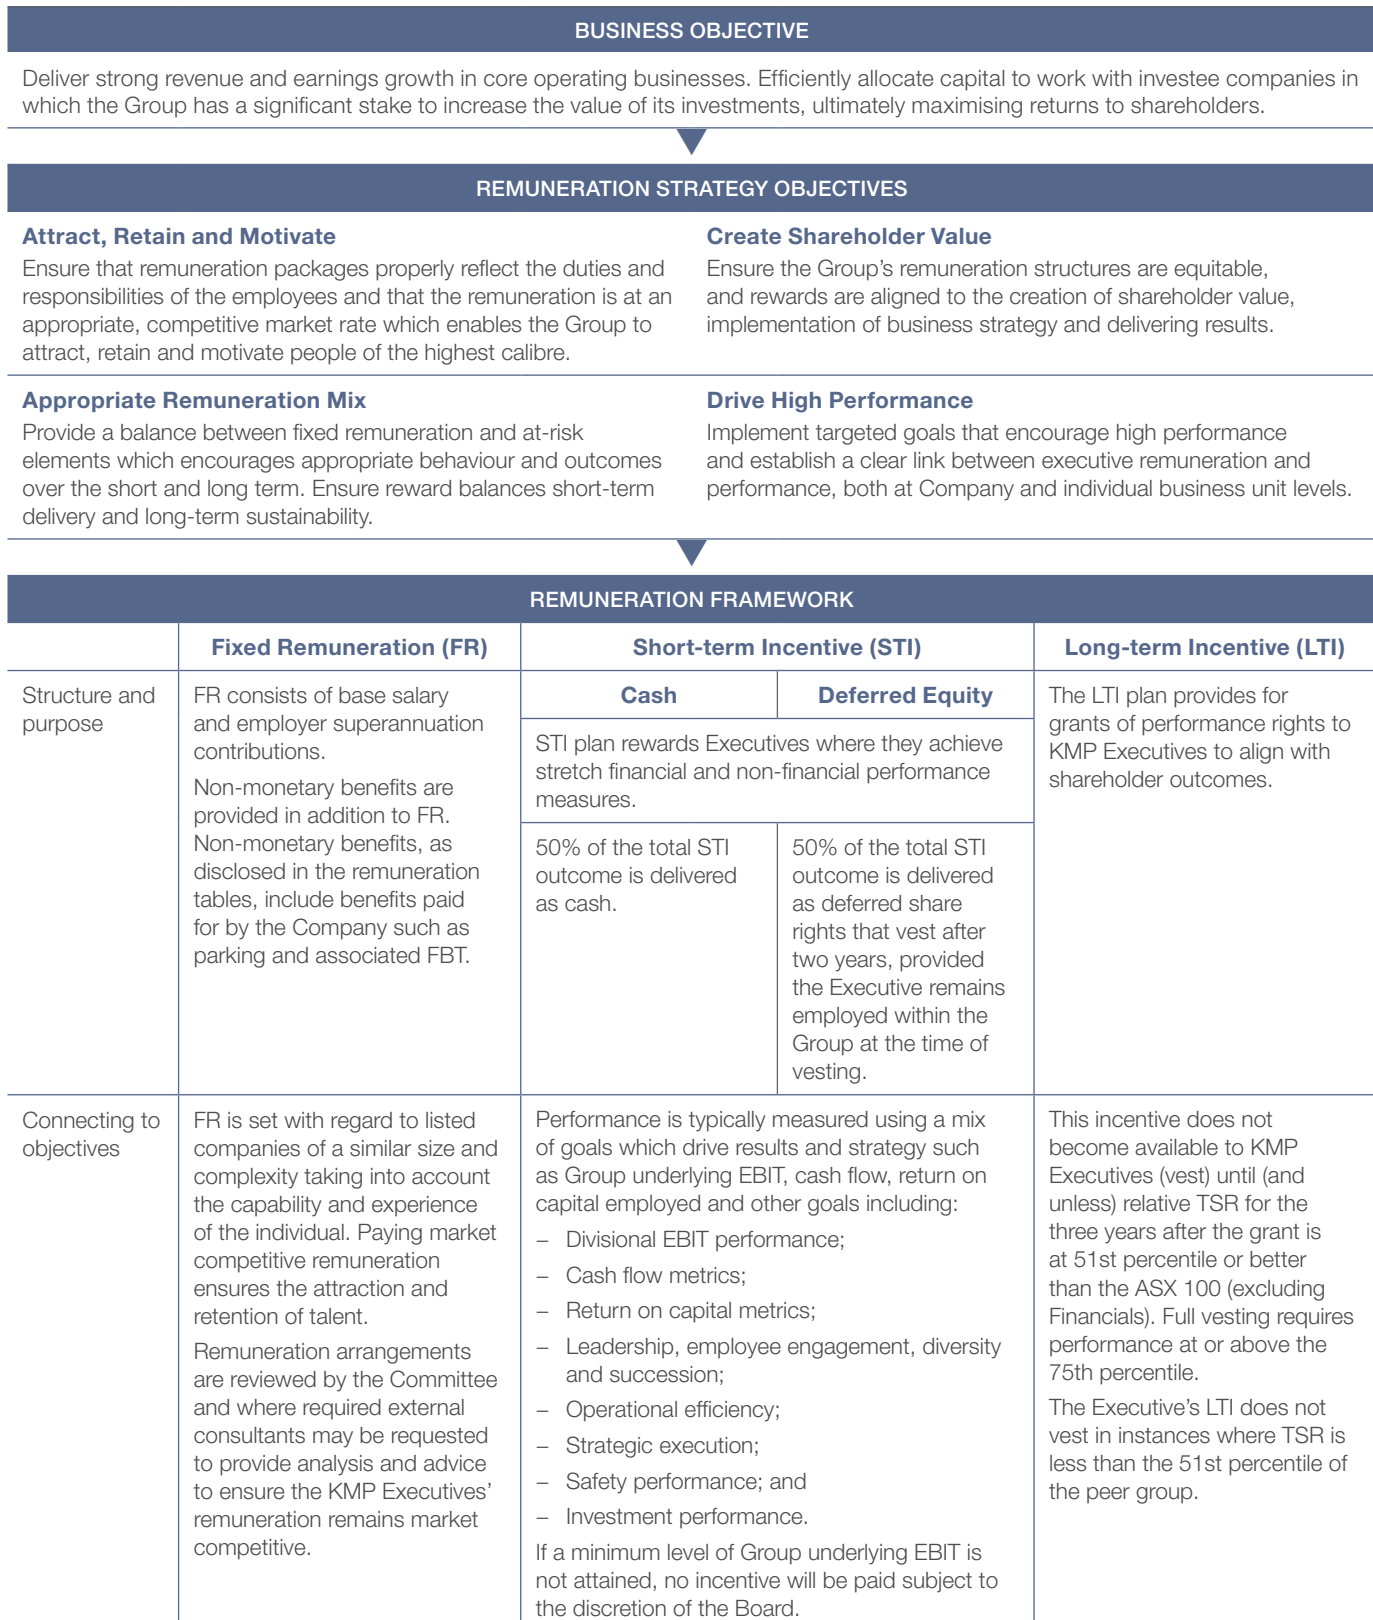 BUSINESS OBJECTIVE
Deliver strong revenue and earnings growth in core operating businesses. Efficiently allocate capital to work with investee companies in
which the Group has a significant stake to increase the value of its investments, ultimately maximising returns to shareholders.
REMUNERATION STRATEGY OBJECTIVES
Attract, Retain and Motivate
Ensure that remuneration packages properly reflect the duties and
responsibilities of the employees and that the remuneration is at an
appropriate, competitive market rate which enables the Group to
attract, retain and motivate people of the highest calibre.
Create Shareholder Value
Ensure the Group's remuneration structures are equitable,
and rewards are aligned to the creation of shareholder value,
implementation of business strategy and delivering results.
Appropriate Remuneration Mix
Provide a balance between fixed remuneration and at-risk
elements which encourages appropriate behaviour and outcomes
over the short and long term. Ensure reward balances short-term
delivery and long-term sustainability.
Drive High Performance
Implement targeted goals that encourage high performance
and establish a clear link between executive remuneration and
performance, both at Company and individual business unit levels.
REMUNERATION FRAMEWORK
Fixed Remuneration (FR)
Short-term Incentive (STI)
Long-term Incentive (LTI)
Structure and
purpose
FR consists of base salary
and employer superannuation
contributions.
Non-monetary benefits are
provided in addition to FR.
Non-monetary benefits, as
disclosed in the remuneration
tables, include benefits paid
for by the Company such as
parking and associated FBT.
Cash
Deferred Equity
STI plan rewards Executives where they achieve
stretch financial and non-financial performance
measures.
50% of the total STI
outcome is delivered
as cash.
50% of the total STI
outcome is delivered
as deferred share
rights that vest after
two years, provided
the Executive remains
employed within the
Group at the time of
vesting.
The LTI plan provides for
grants of performance rights to
KMP Executives to align with
shareholder outcomes.
Connecting to
objectives
FR is set with regard to listed
companies of a similar size and
complexity taking into account
the capability and experience
of the individual. Paying market
competitive remuneration
ensures the attraction and
retention of talent.
Remuneration arrangements
are reviewed by the Committee
and where required external
consultants may be requested
to provide analysis and advice
to ensure the KMP Executives'
remuneration remains market
competitive.
Performance is typically measured using a mix
of goals which drive results and strategy such
as Group underlying EBIT, cash flow, return on
capital employed and other goals including:
– Divisional EBIT performance;
– Cash flow metrics;
– Return on capital metrics;
– Leadership, employee engagement, diversity
and succession;
– Operational efficiency;
– Strategic execution;
– Safety performance; and
– Investment performance.
If a minimum level of Group underlying EBIT is
not attained, no incentive will be paid subject to
the discretion of the Board.
This incentive does not
become available to KMP
Executives (vest) until (and
unless) relative TSR for the
three years after the grant is
at 51st percentile or better
than the ASX 100 (excluding
Financials). Full vesting requires
performance at or above the
75th percentile.
The Executive's LTI does not
vest in instances where TSR is
less than the 51st percentile of
the peer group.